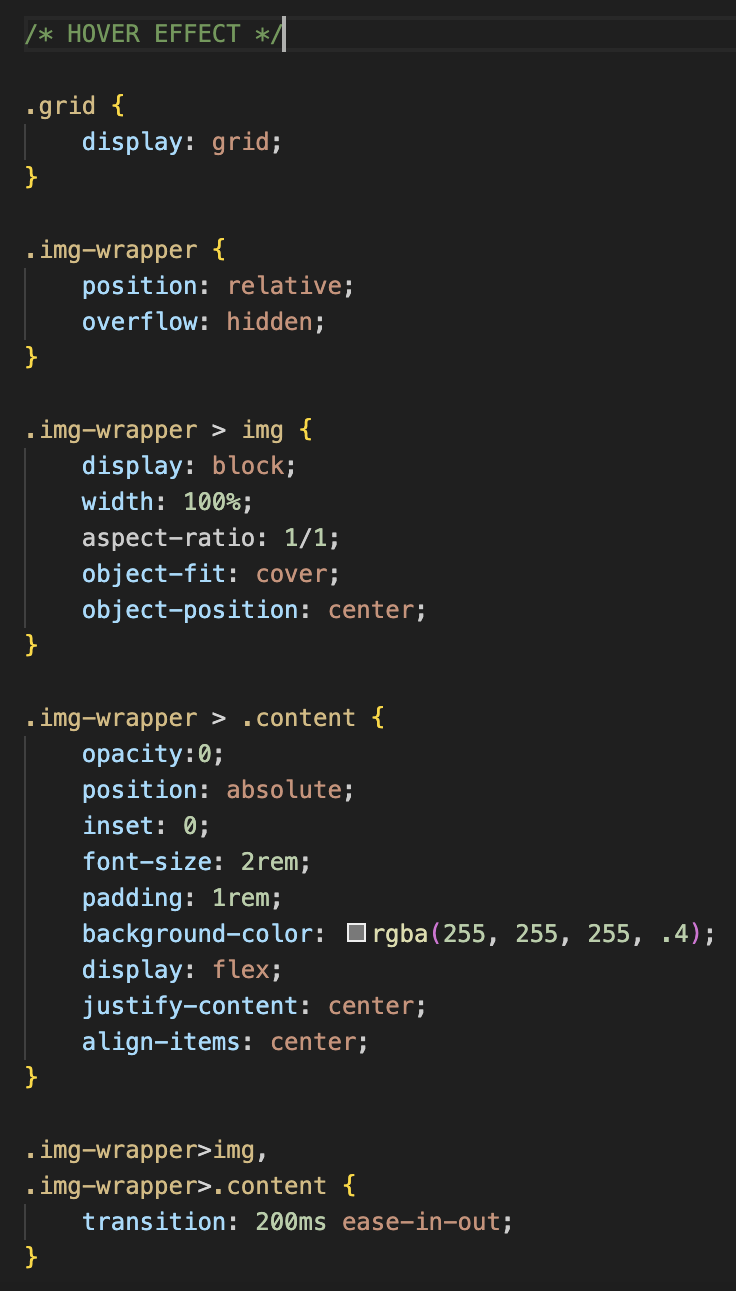 /* HOVER EFFECT */
.grid {
display: grid;
}
.img-wrapper {
position: relative;
overflow: hidden;
}
.img-wrapper > img {
display: block;
width: 100%;
aspect-ratio: 1/1;
object-fit: cover;
object-position: center;
}
.img-wrapper > .content {
opacity:0;
position: absolute;
inset: 0;
font-size: 2rem;
padding: 1rem;
background-color: rgba(255, 255, 255, .4);
display: flex;
justify-content: center;
align-items: center;
}
.img-wrapper>img,
.img-wrapper>.content {
transition: 200ms ease-in-out;
}